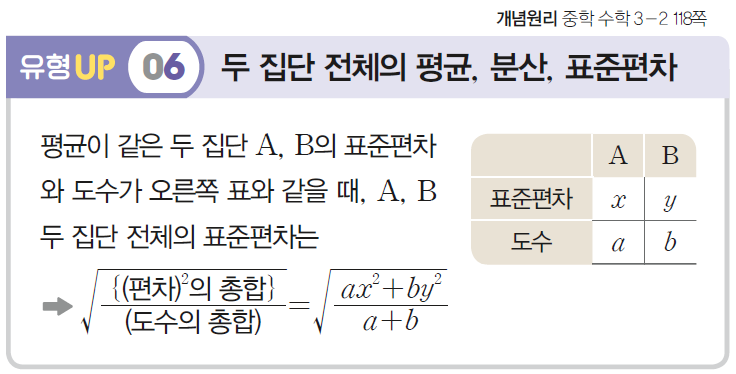 개념원리 중학 수학 3-2 118쪽
유형UP 06 두 집단 전체의 평균, 분산, 표준편차
평균이 같은 두 집단 A, B의 표준편차
와 도수가 오른쪽 표와 같을 때, A, B
두 집단 전체의 표준편차는
➡ √({(편차)²의 총합}/(도수의 총합)) = √((ax²+by²)/(a+b))
A B
표준편차 x y
도수 a b